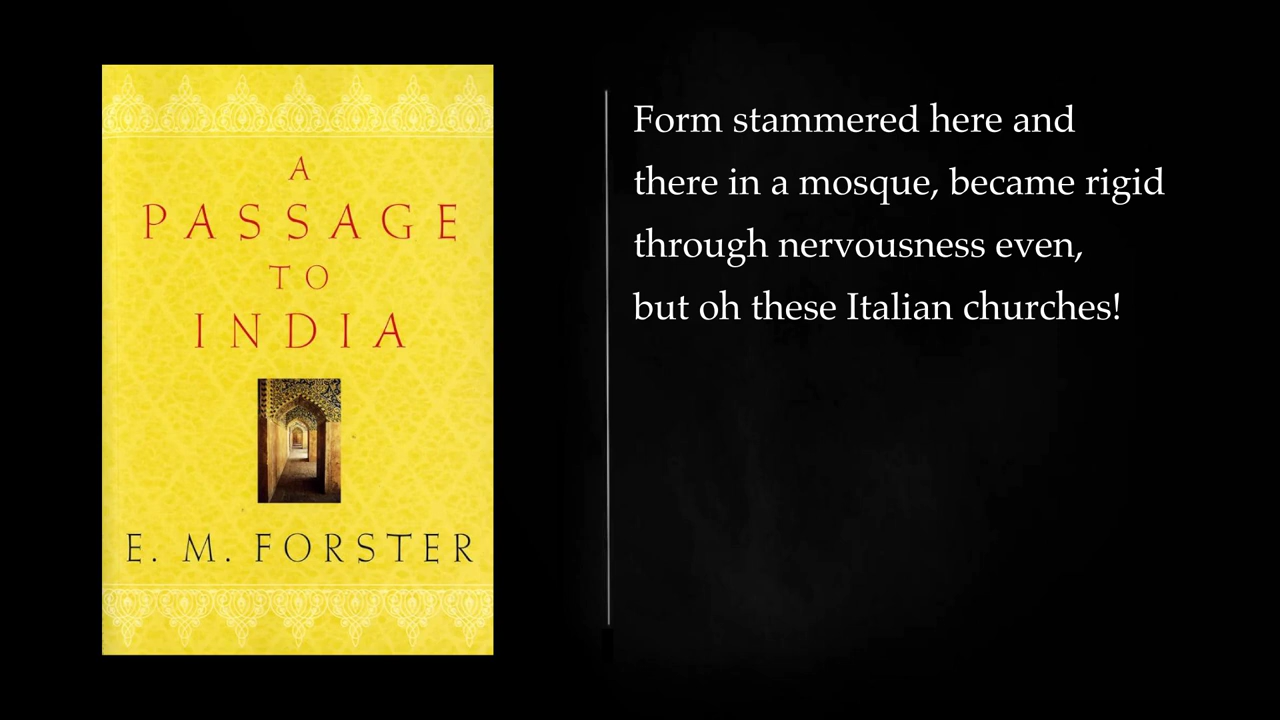 A
PASSAGE
TO
INDIA
E. M. FORSTER
Form stammered here and
there in a mosque, became rigid
through nervousness even,
but oh these Italian churches!